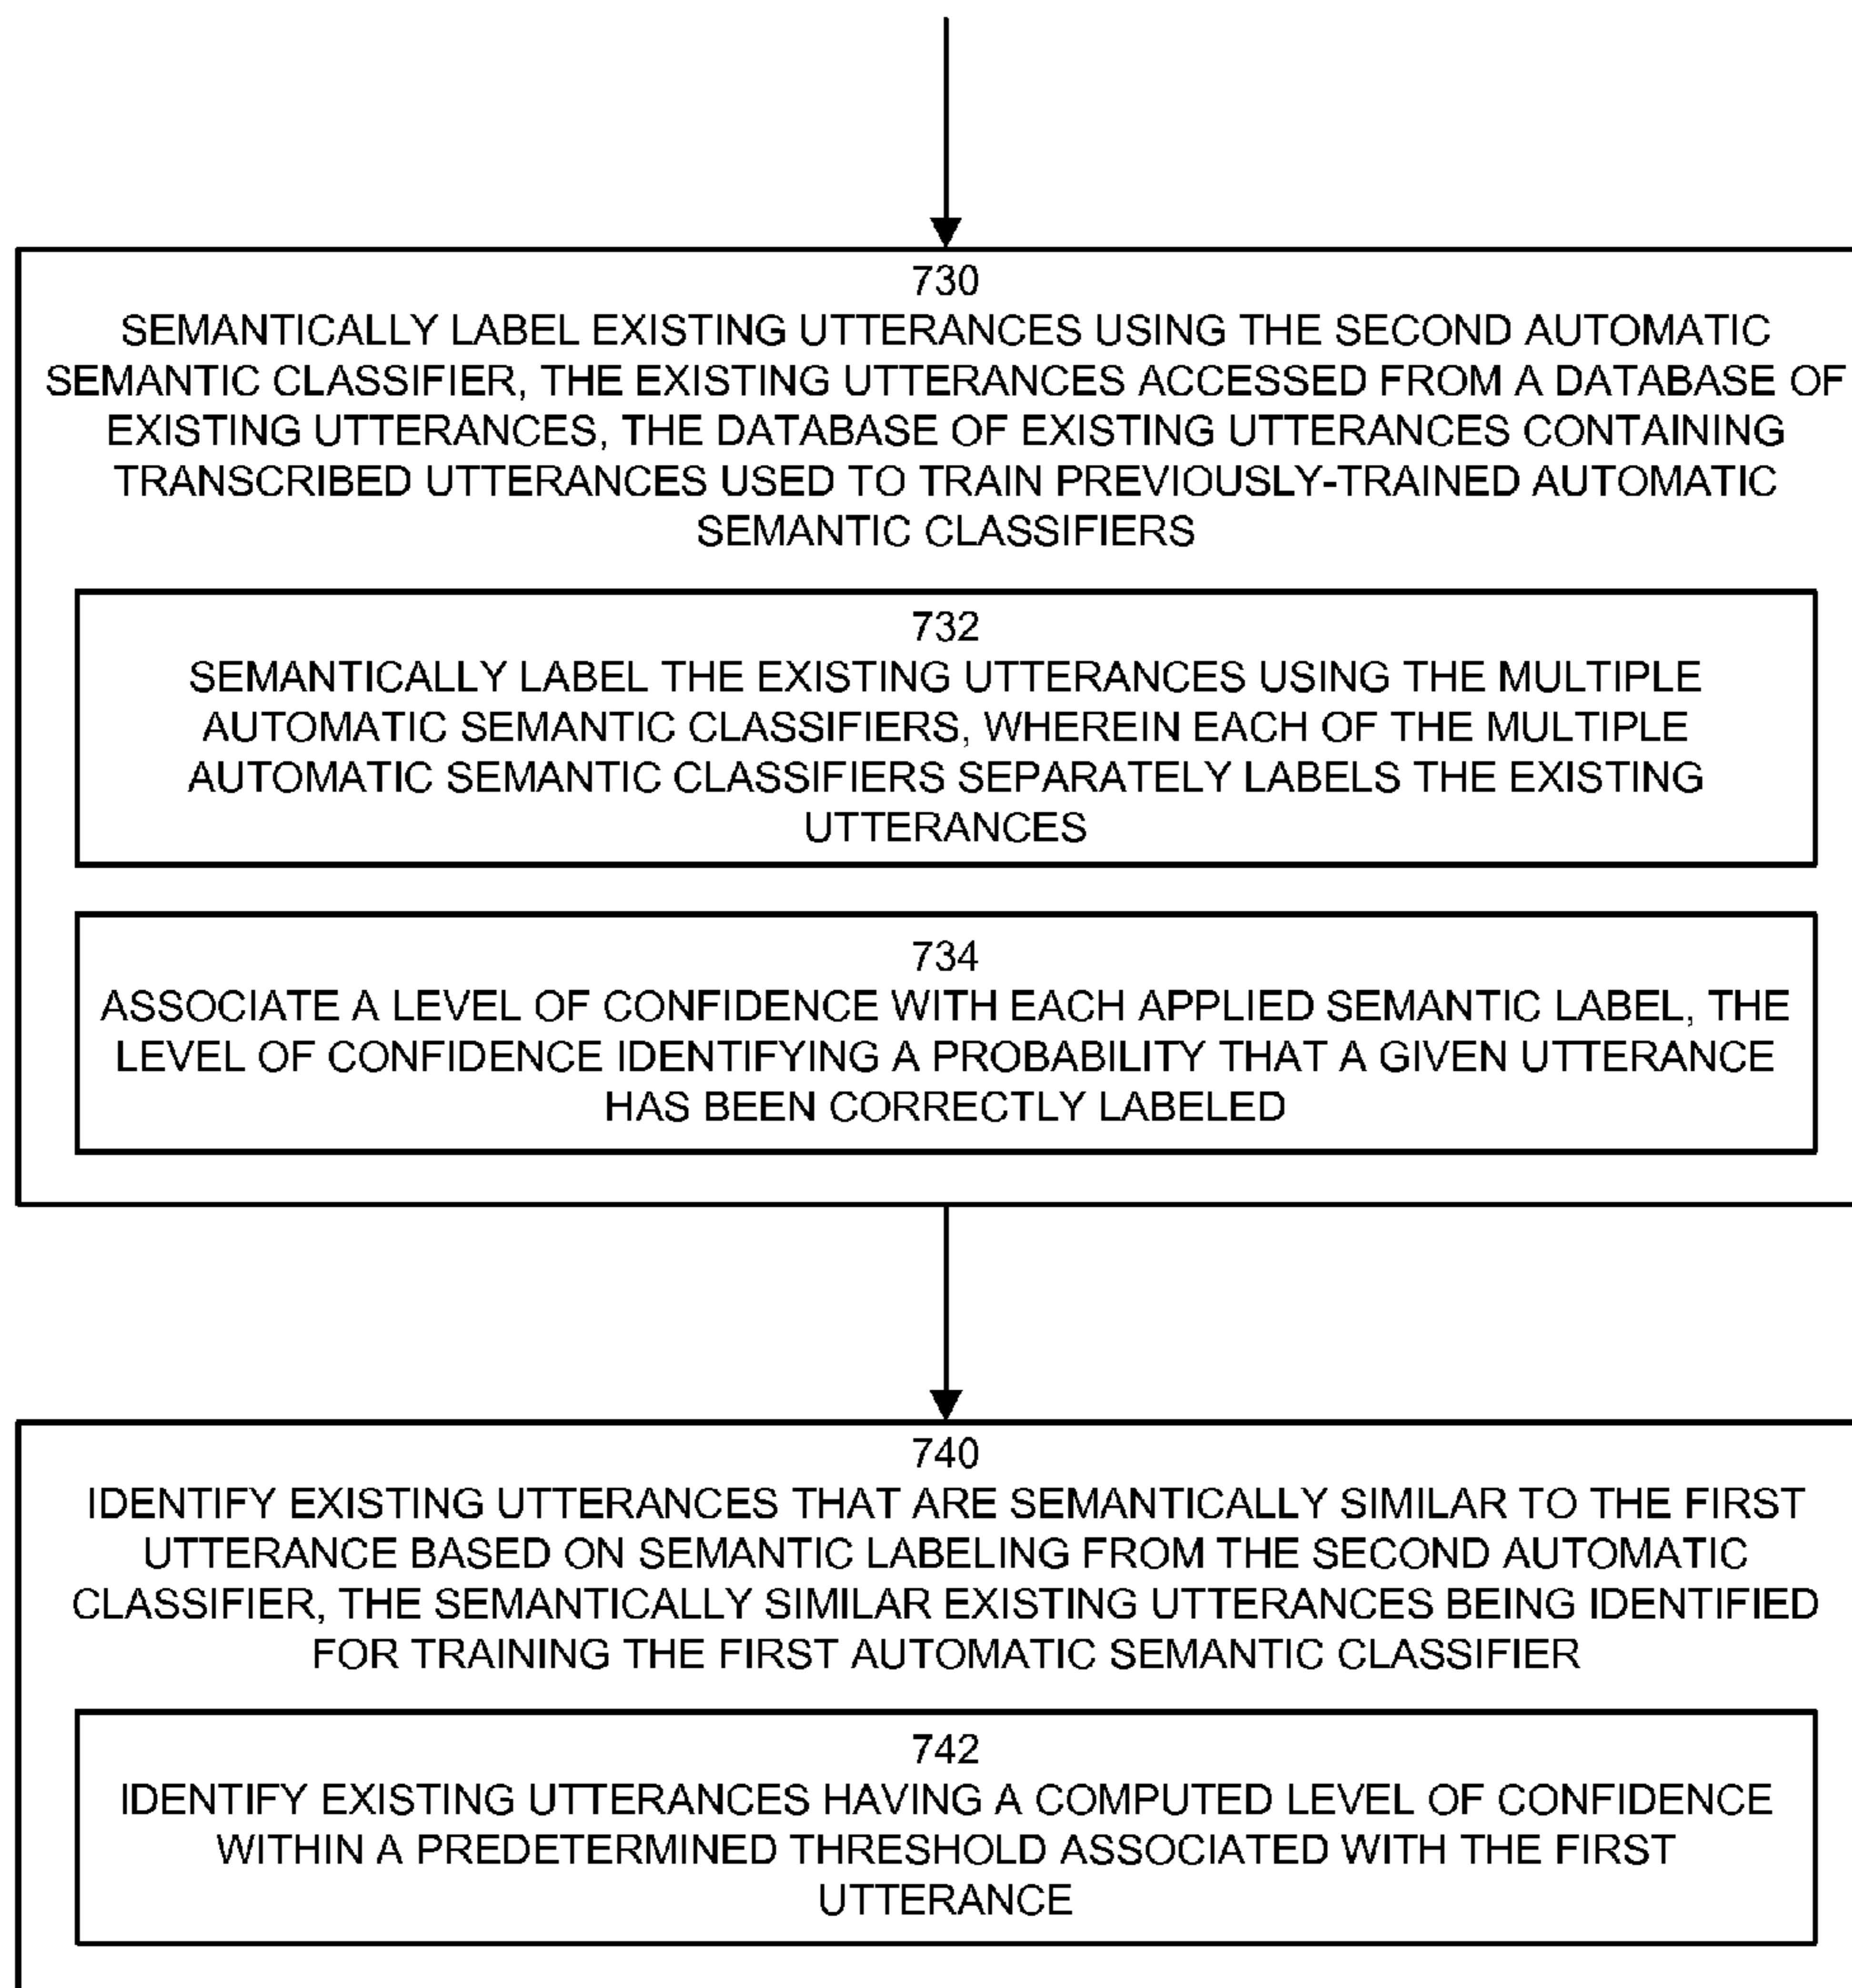 730
SEMANTICALLY LABEL EXISTING UTTERANCES USING THE SECOND AUTOMATIC
SEMANTIC CLASSIFIER, THE EXISTING UTTERANCES ACCESSED FROM A DATABASE OF
EXISTING UTTERANCES, THE DATABASE OF EXISTING UTTERANCES CONTAINING
TRANSCRIBED UTTERANCES USED TO TRAIN PREVIOUSLY-TRAINED AUTOMATIC
SEMANTIC CLASSIFIERS
732
SEMANTICALLY LABEL THE EXISTING UTTERANCES USING THE MULTIPLE
AUTOMATIC SEMANTIC CLASSIFIERS, WHEREIN EACH OF THE MULTIPLE
AUTOMATIC SEMANTIC CLASSIFIERS SEPARATELY LABELS THE EXISTING
UTTERANCES
734
ASSOCIATE A LEVEL OF CONFIDENCE WITH EACH APPLIED SEMANTIC LABEL, THE
LEVEL OF CONFIDENCE IDENTIFYING A PROBABILITY THAT A GIVEN UTTERANCE
HAS BEEN CORRECTLY LABELED
740
IDENTIFY EXISTING UTTERANCES THAT ARE SEMANTICALLY SIMILAR TO THE FIRST
UTTERANCE BASED ON SEMANTIC LABELING FROM THE SECOND AUTOMATIC
CLASSIFIER, THE SEMANTICALLY SIMILAR EXISTING UTTERANCES BEING IDENTIFIED
FOR TRAINING THE FIRST AUTOMATIC SEMANTIC CLASSIFIER
742
IDENTIFY EXISTING UTTERANCES HAVING A COMPUTED LEVEL OF CONFIDENCE
WITHIN A PREDETERMINED THRESHOLD ASSOCIATED WITH THE FIRST
UTTERANCE